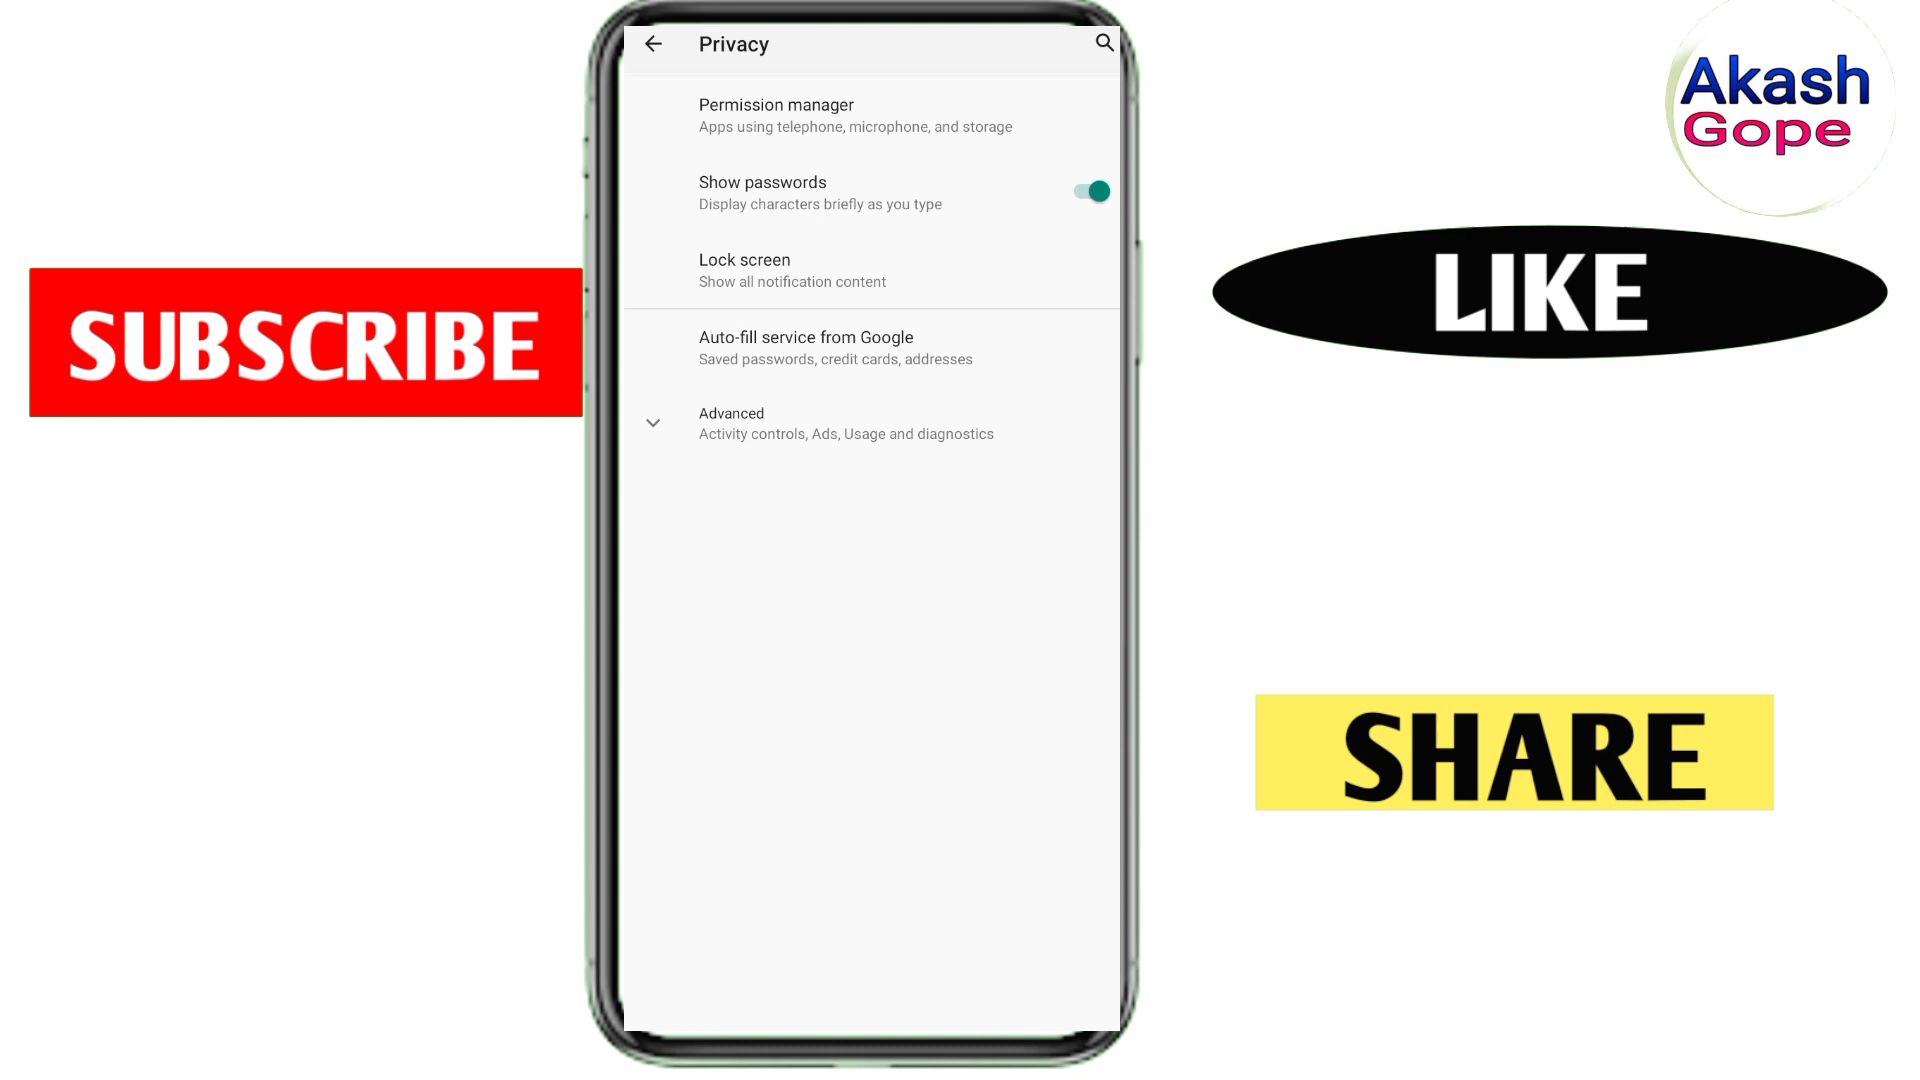 Privacy
Permission manager
Apps using telephone, microphone, and storage
Show passwords
Display characters briefly as you type
Lock screen
Show all notification content
Auto-fill service from Google
Saved passwords, credit cards, addresses
Advanced
Activity controls, Ads, Usage and diagnostics
SUBSCRIBE
Akash
Gope
LIKE
SHARE